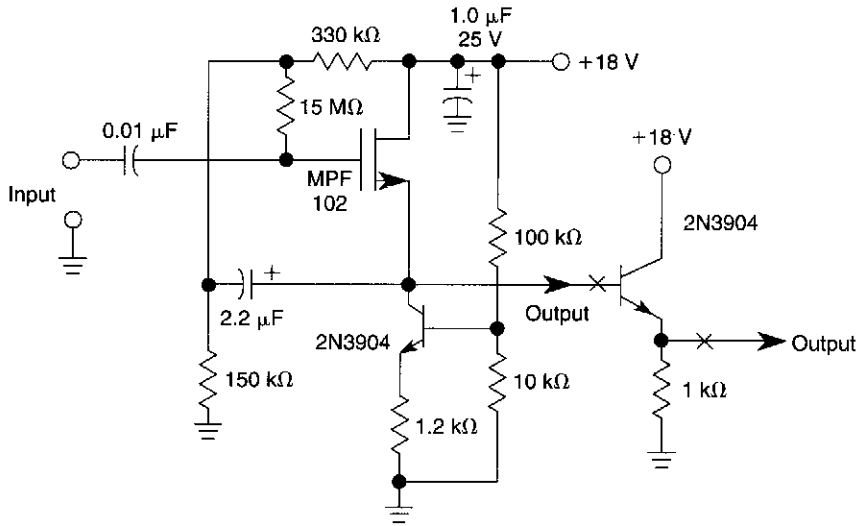 1.0 µF
330 kΩ
25 V
+
+18 V
15 MΩ
0.01 µF
+18 V
MPF
102
Input
2N3904
100 kΩ
+
2.2 µF
Output
2N3904
Output
150 kΩ
10 kΩ
1 kΩ
1.2 kΩ